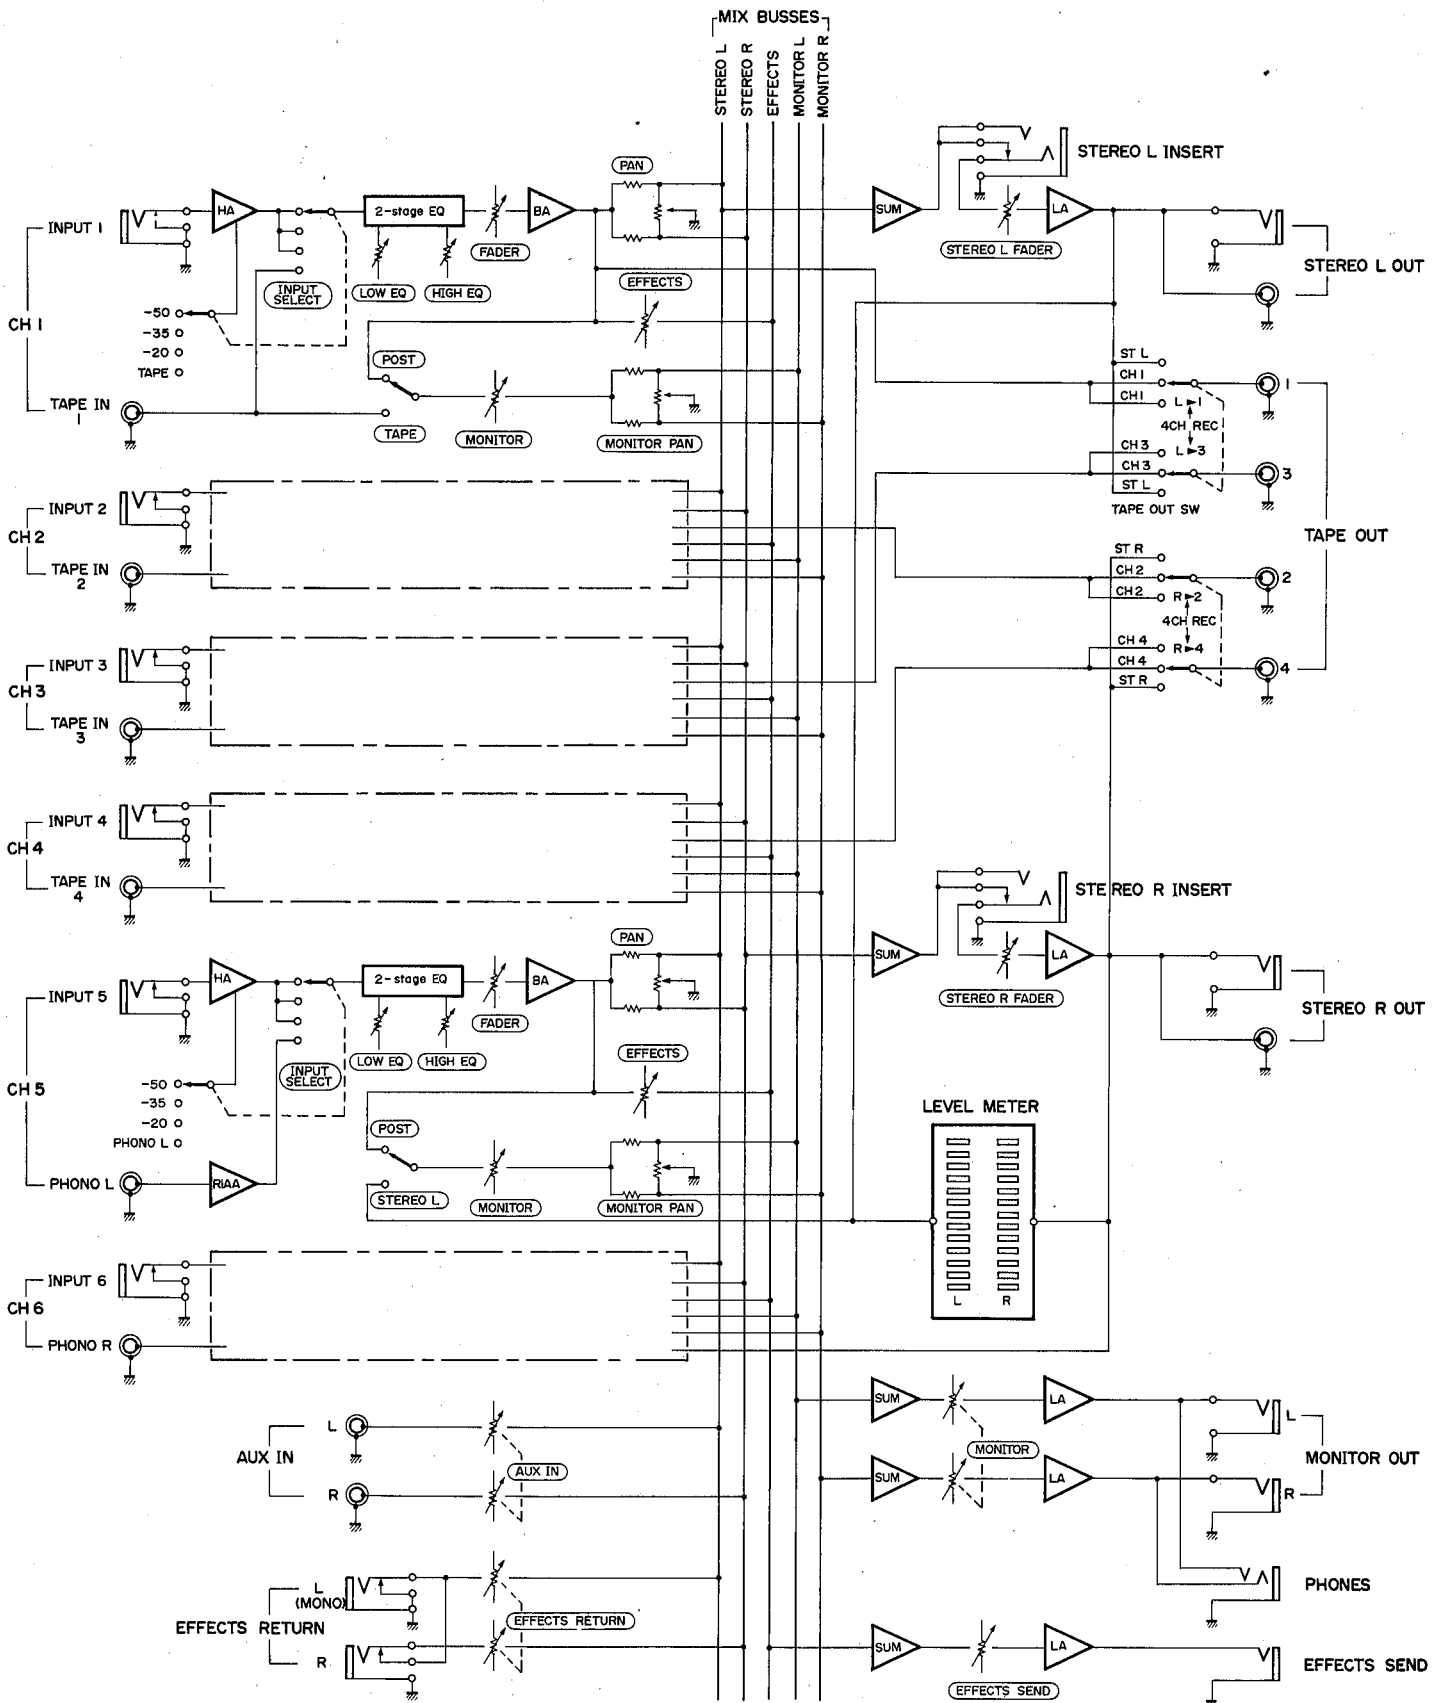 MIX BUSSES
STEREO L
STEREO R
EFFECTS
MONITOR L
MONITOR R
CH 1
INPUT 1
TAPE IN
1
HA
-50
-35
-20
TAPE
INPUT
SELECT
2-stage EQ
LOW EQ
HIGH EQ
FADER
BA
PAN
EFFECTS
POST
TAPE
MONITOR
MONITOR PAN
CH 2
INPUT 2
TAPE IN
2
CH 3
INPUT 3
TAPE IN
3
CH 4
INPUT 4
TAPE IN
4
CH 5
INPUT 5
PHONO L
HA
-50
-35
-20
PHONO L
RIAA
INPUT
SELECT
2-stage EQ
LOW EQ
HIGH EQ
FADER
BA
PAN
EFFECTS
POST
STEREO L
MONITOR
MONITOR PAN
CH 6
INPUT 6
PHONO R
AUX IN
L
R
AUX IN
EFFECTS RETURN
L
(MONO)
R
EFFECTS RETURN
SUM
STEREO L INSERT
STEREO L FADER
LA
STEREO L OUT
ST L
CH 1
CH 1
L►1
4CH REC
L►3
CH 3
CH 3
ST L
TAPE OUT SW
1
3
TAPE OUT
ST R
CH 2
CH 2
R►2
4CH REC
R►4
CH 4
CH 4
ST R
2
4
SUM
STEREO R INSERT
STEREO R FADER
LA
STEREO R OUT
LEVEL METER
L
R
SUM
LA
L
MONITOR
MONITOR OUT
SUM
LA
R
PHONES
SUM
LA
EFFECTS SEND
EFFECTS SEND